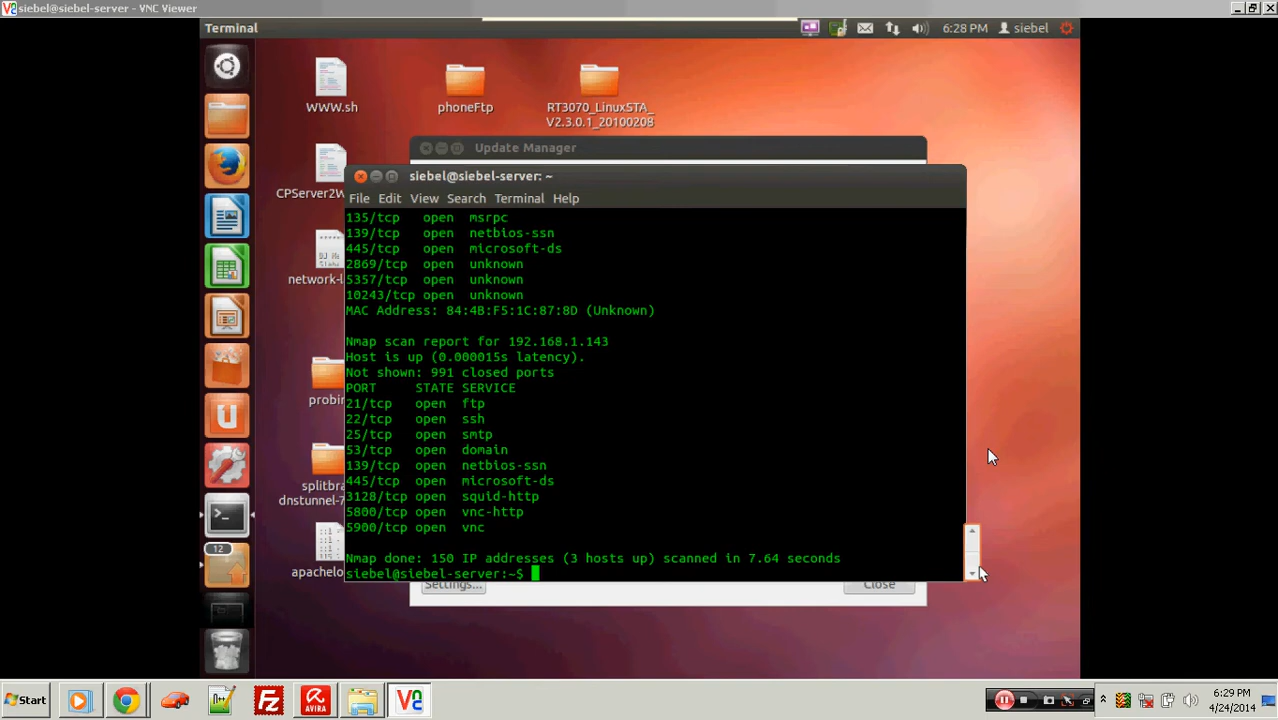 siebel@siebel-server - VNC Viewer
Terminal
6:28 PM
siebel
WWW.sh
phoneFtp
RT3070_LinuxSTA_
V2.3.0.1_20100208
Update Manager
siebel@siebel-server: ~
File Edit View Search Terminal Help
CPServer2W
network-l
probin
splitbra
dnstunnel-7
apachelo
135/tcp open msrpc
139/tcp open netbios-ssn
445/tcp open microsoft-ds
2869/tcp open unknown
5357/tcp open unknown
10243/tcp open unknown
MAC Address: 84:4B:F5:1C:87:8D (Unknown)
Nmap scan report for 192.168.1.143
Host is up (0.000015s latency).
Not shown: 991 closed ports
PORT STATE SERVICE
21/tcp open ftp
22/tcp open ssh
25/tcp open smtp
53/tcp open domain
139/tcp open netbios-ssn
445/tcp open microsoft-ds
3128/tcp open squid-http
5800/tcp open vnc-http
5900/tcp open vnc
Nmap done: 150 IP addresses (3 hosts up) scanned in 7.64 seconds
siebel@siebel-server:~$
Settings...
Close
12
Start
AVIRA
6:29 PM
4/24/2014